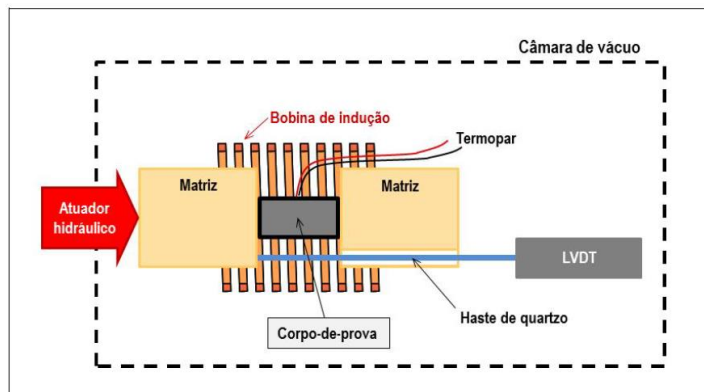 Câmara de vácuo
Bobina de indução
Termopar
Matriz
Matriz
Atuador
hidráulico
LVDT
Haste de quartzo
Corpo-de-prova